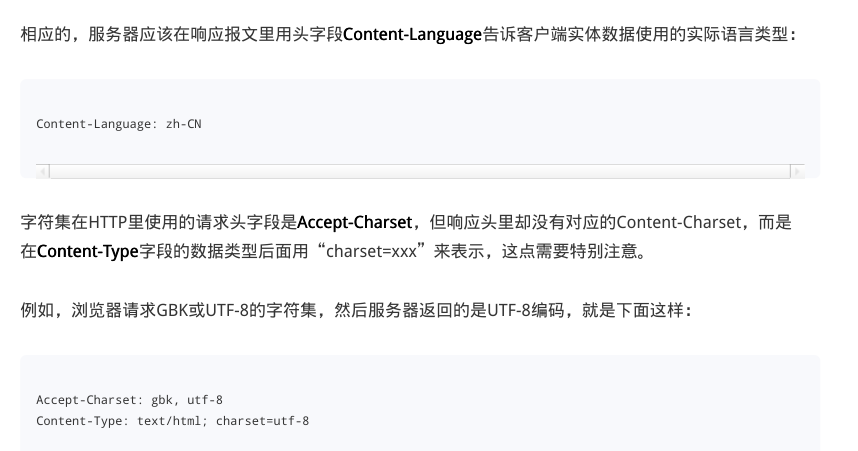 相应的，服务器应该在响应报文里用头字段Content-Language告诉客户端实体数据使用的实际语言类型：
Content-Language: zh-CN
字符集在HTTP里使用的请求头字段是Accept-Charset，但响应头里却没有对应的Content-Charset，而是
在Content-Type字段的数据类型后面用“charset=xxx”来表示，这点需要特别注意。
例如，浏览器请求GBK或UTF-8的字符集，然后服务器返回的是UTF-8编码，就是下面这样：
Accept-Charset: gbk, utf-8
Content-Type: text/html; charset=utf-8